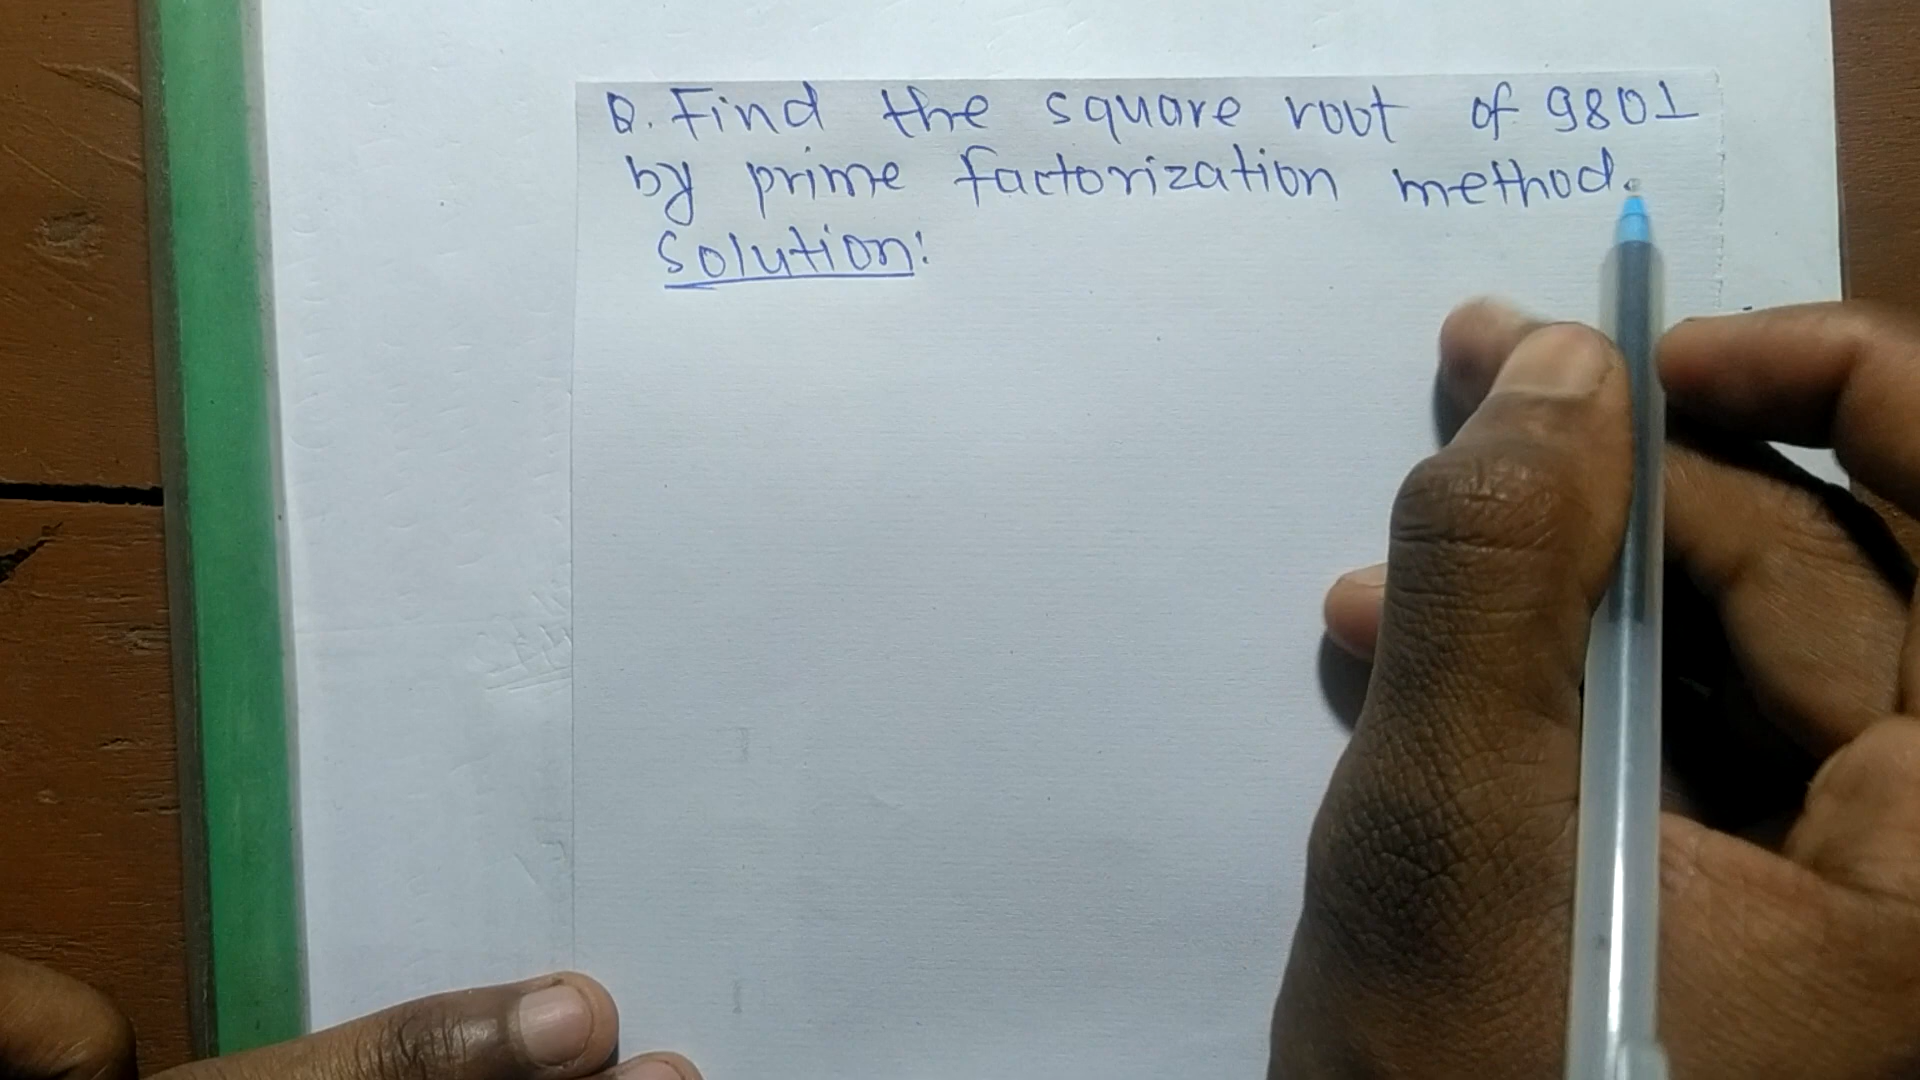 Q. Find the square root of 9801
by prime factorization method.
Solution: